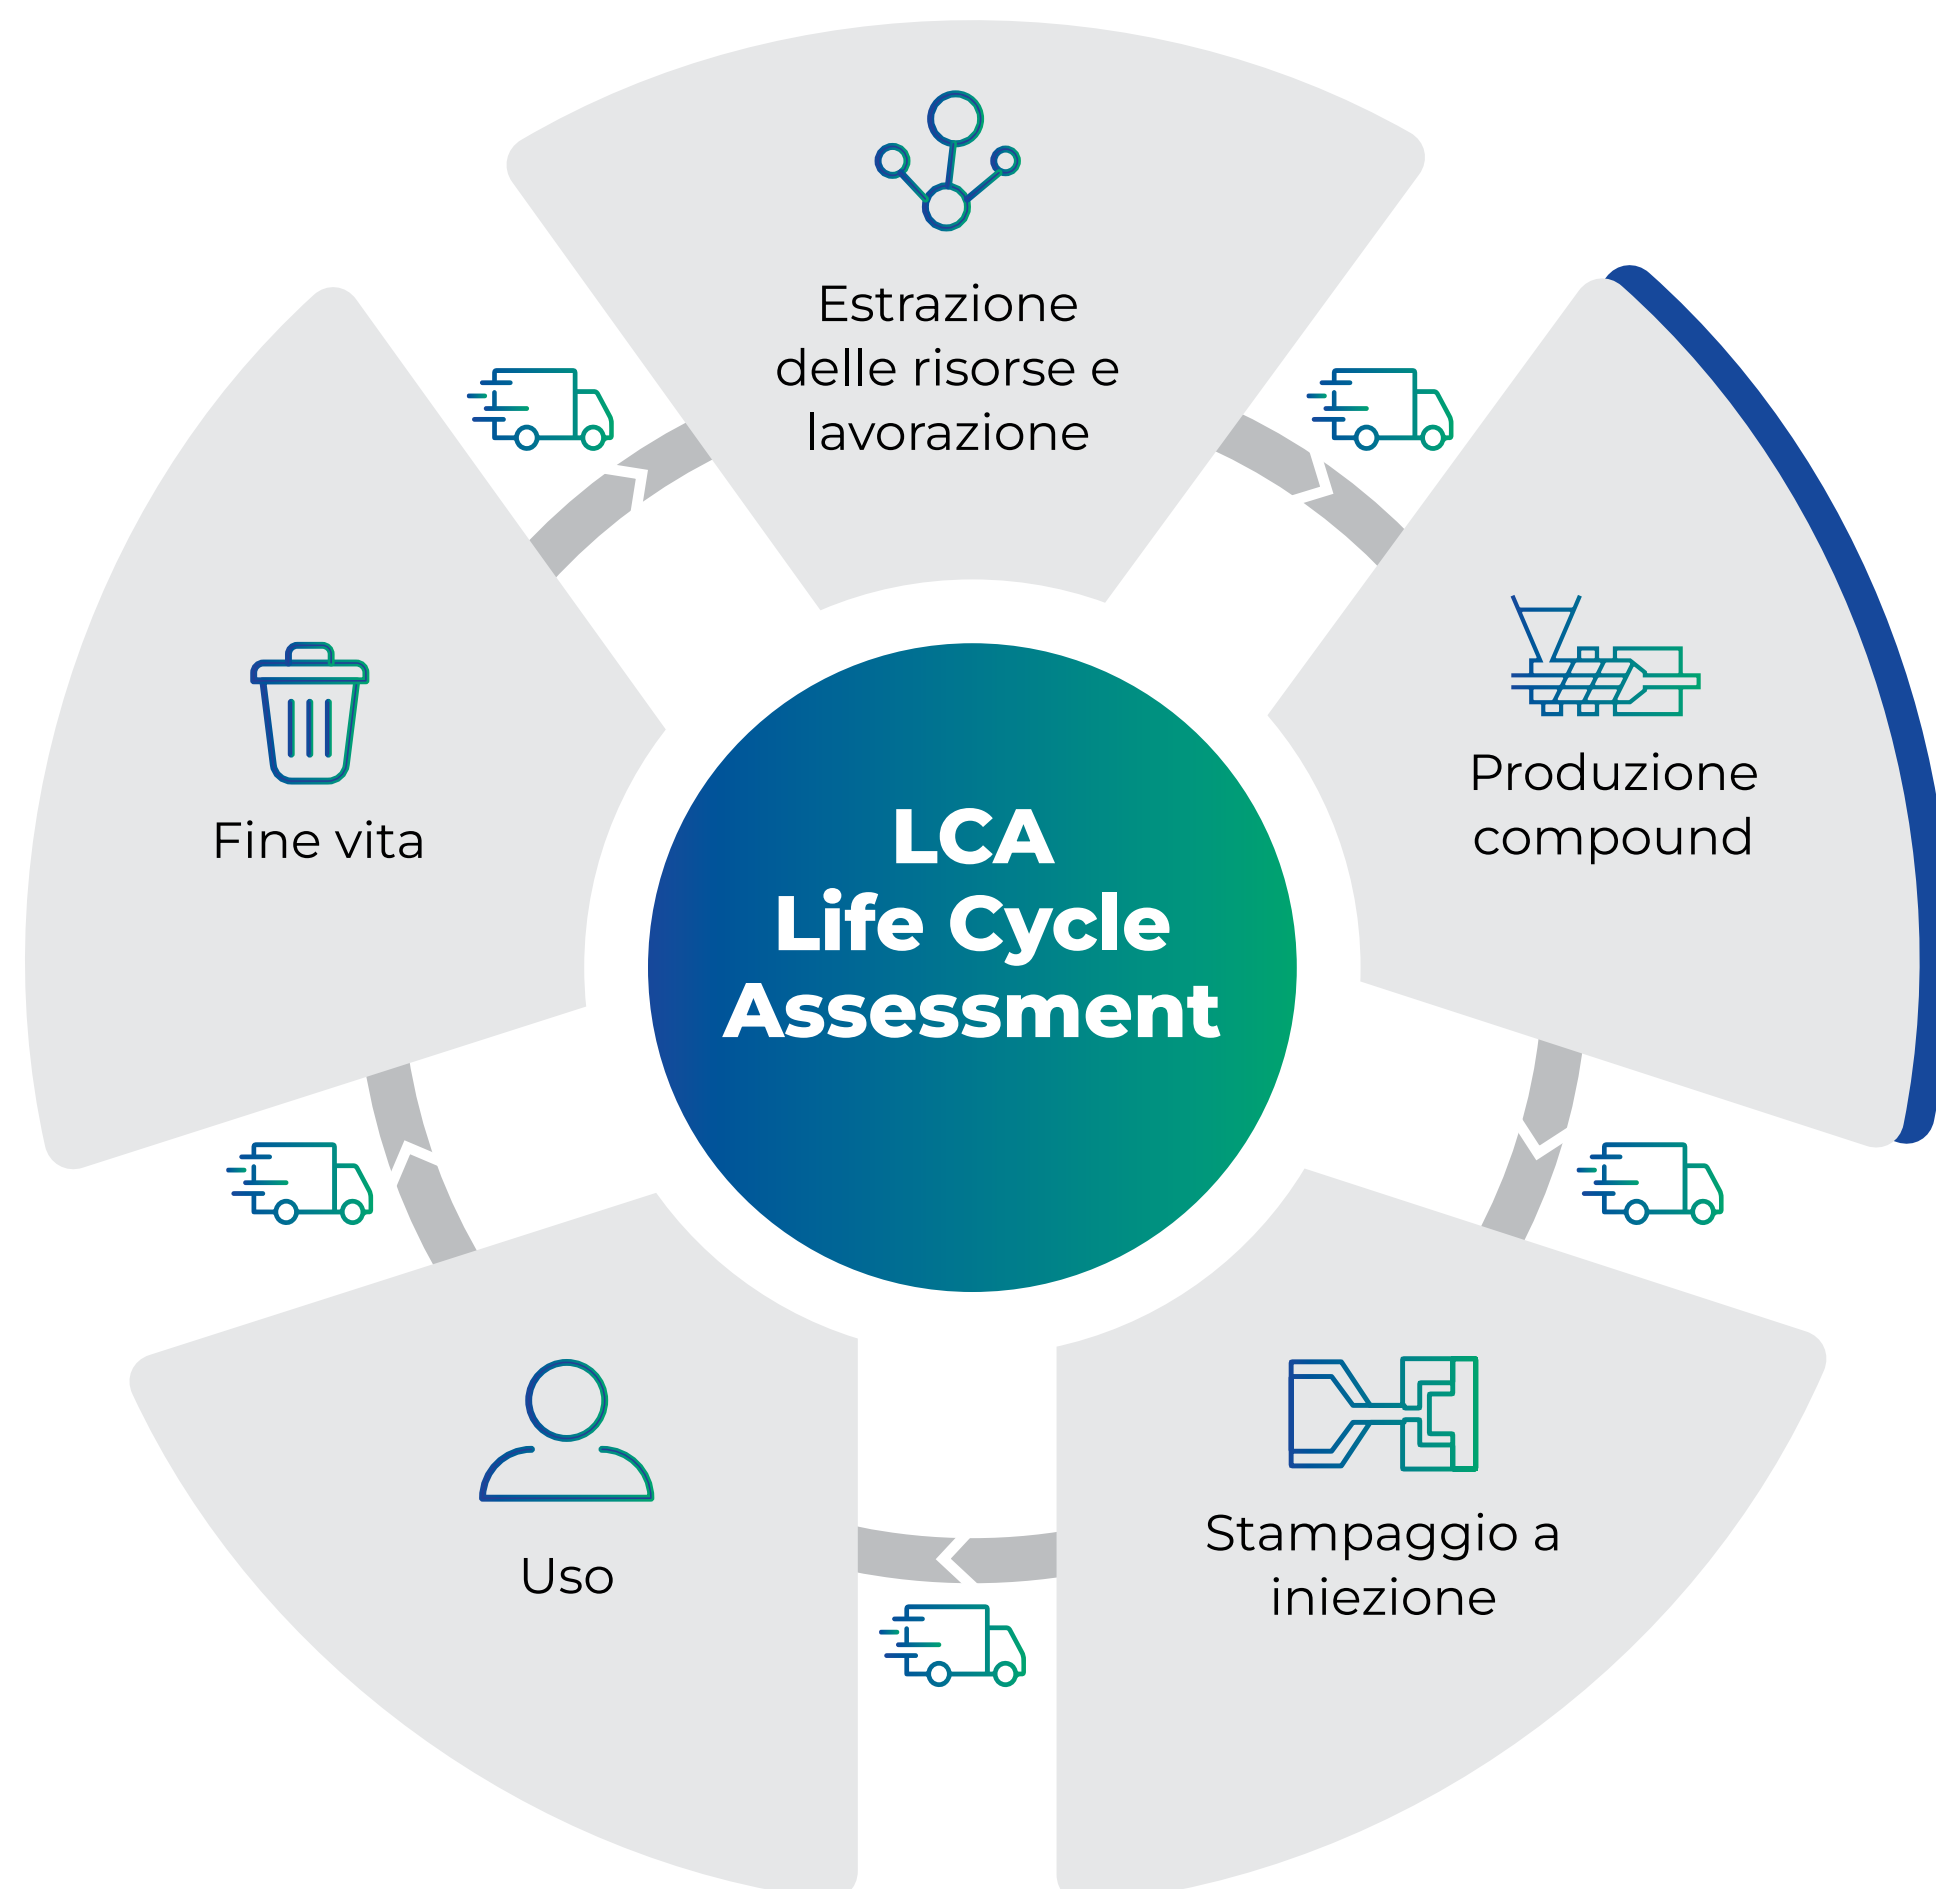 Estrazione
delle risorse e
lavorazione
Produzione
compound
Fine vita
LCA
Life Cycle
Assessment
Stampaggio a
iniezione
Uso